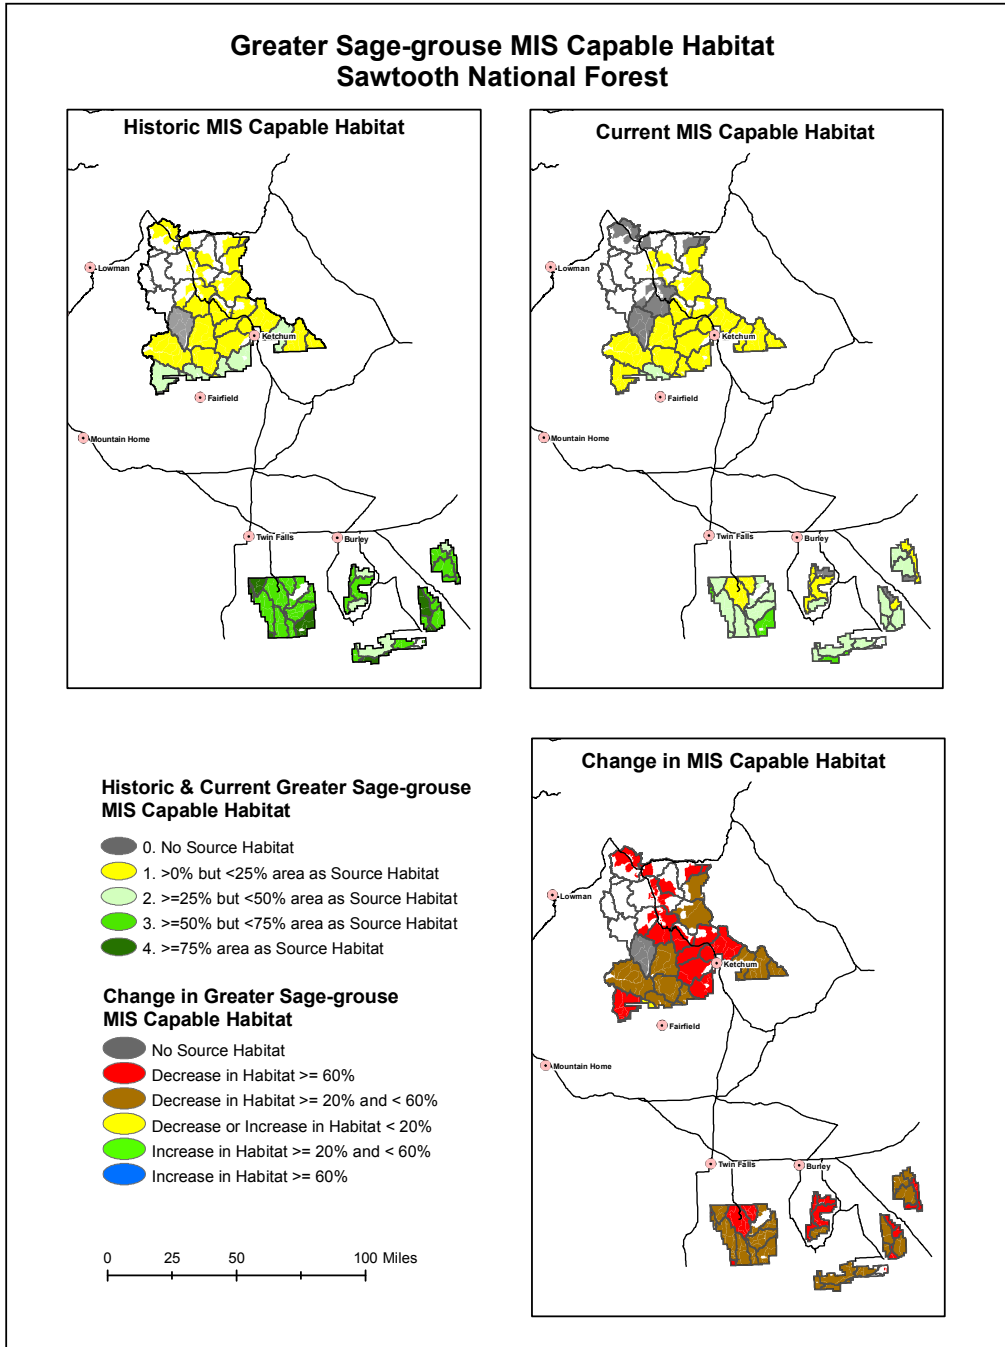 Greater Sage-grouse MIS Capable Habitat
Sawtooth National Forest
Historic MIS Capable Habitat
Lowman
Ketchum
Fairfield
Mountain Home
Twin Falls
Burley
Current MIS Capable Habitat
Lowman
Ketchum
Fairfield
Mountain Home
Twin Falls
Burley
Historic & Current Greater Sage-grouse
MIS Capable Habitat
0. No Source Habitat
1. >0% but <25% area as Source Habitat
2. >=25% but <50% area as Source Habitat
3. >=50% but <75% area as Source Habitat
4. >=75% area as Source Habitat
Change in Greater Sage-grouse
MIS Capable Habitat
No Source Habitat
Decrease in Habitat >= 60%
Decrease in Habitat >= 20% and < 60%
Decrease or Increase in Habitat < 20%
Increase in Habitat >= 20% and < 60%
Increase in Habitat >= 60%
0 25 50 100 Miles
Change in MIS Capable Habitat
Lowman
Ketchum
Fairfield
Mountain Home
Twin Falls
Burley